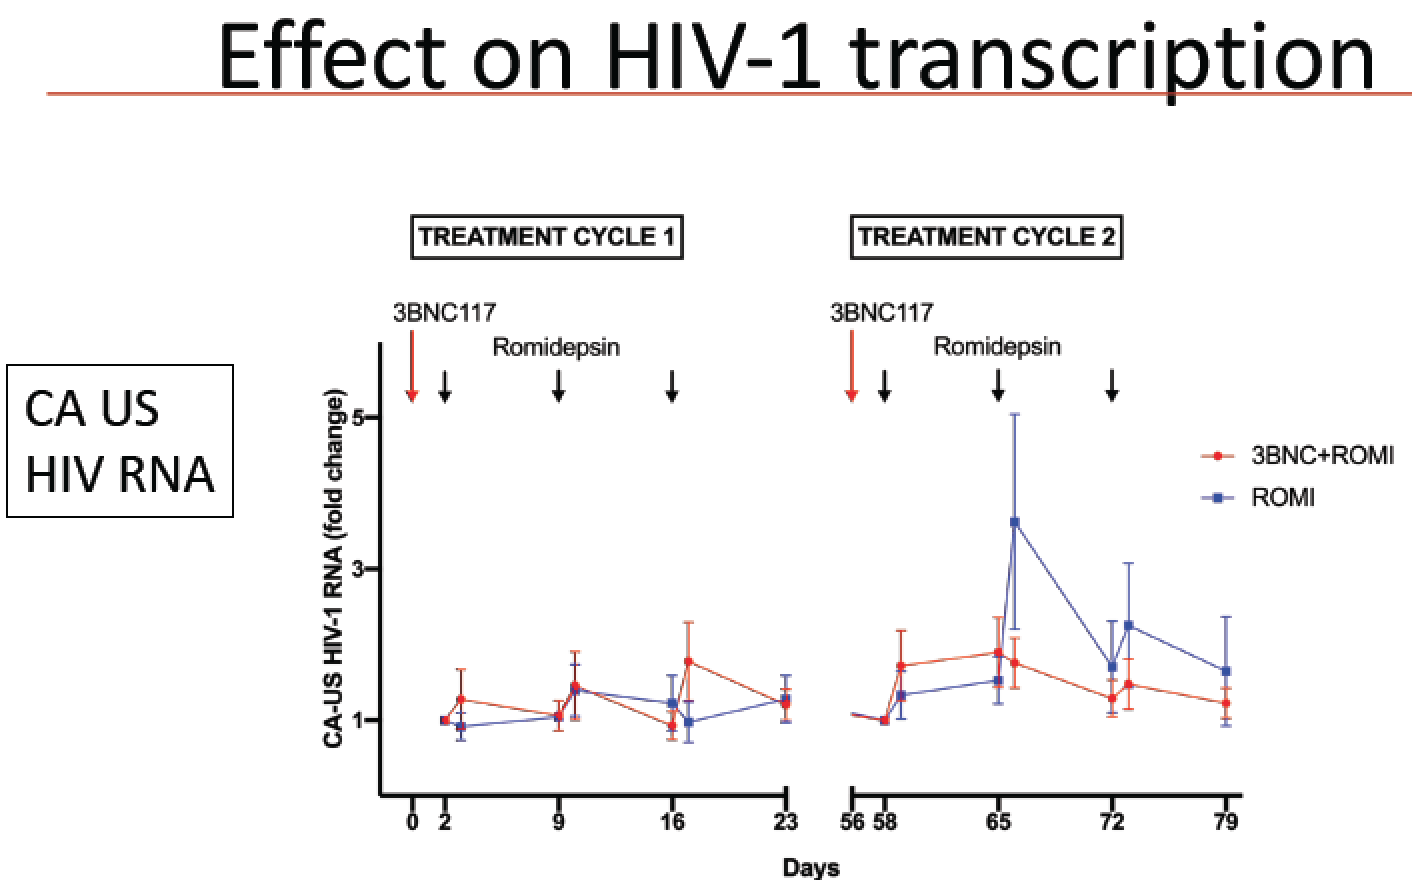 Effect on HIV-1 transcription
TREATMENT CYCLE 1
TREATMENT CYCLE 2
3BNC117
3BNC117
Romidepsin
Romidepsin
CA US
HIV RNA
CA-US HIV-1 RNA (fold change)
5
3
1
3BNC+ROMI
ROMI
0 2 9 16 23 56 58 65 72 79
Days